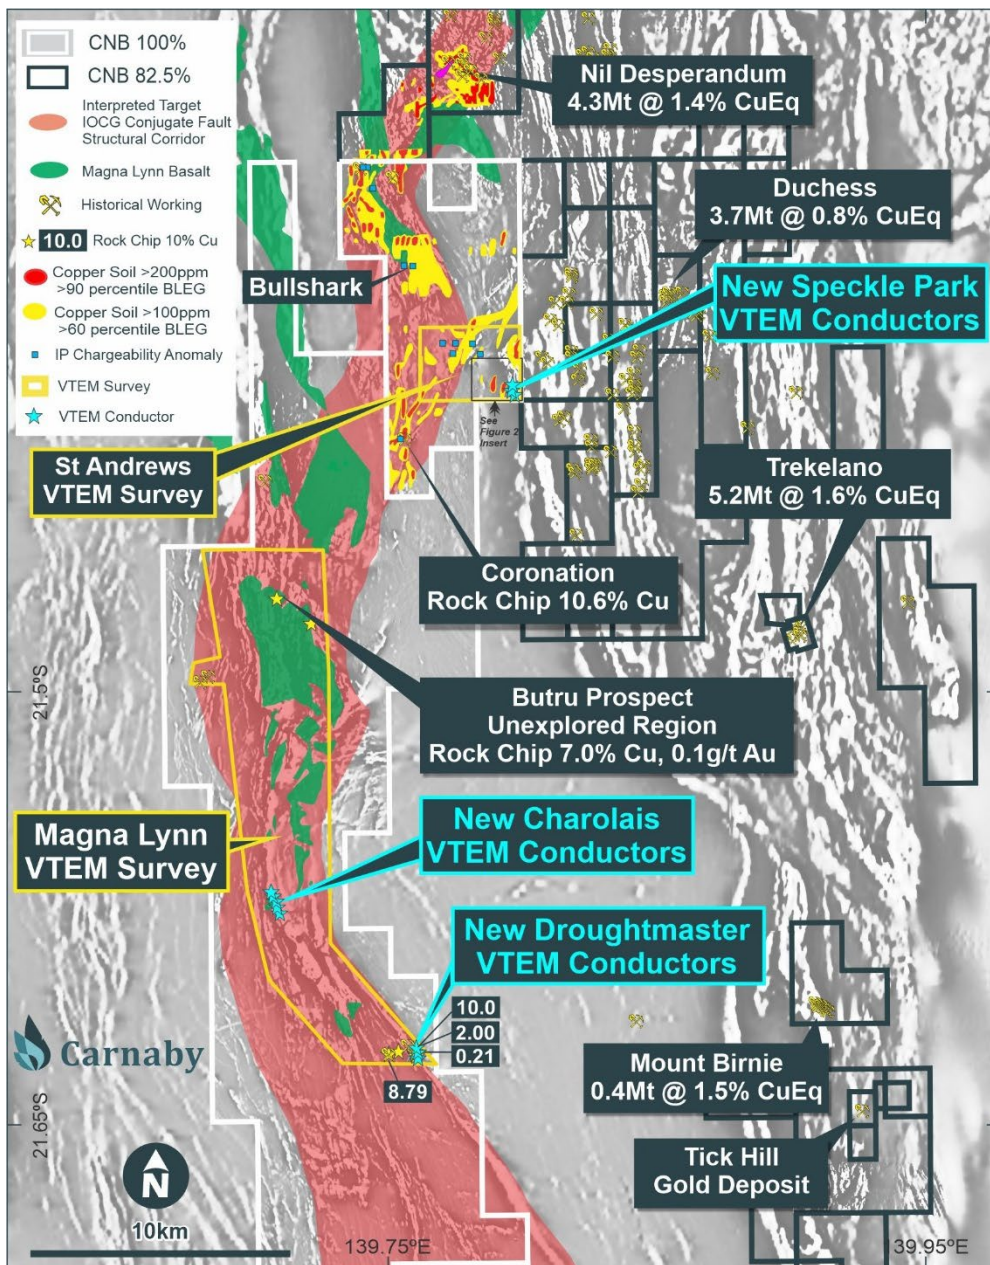 CNB 100%
CNB 82.5%
Interpreted Target
IOCG Conjugate Fault
Structural Corridor
Magna Lynn Basalt
Historical Working
10.0 Rock Chip 10% Cu
Copper Soil >200ppm
>90 percentile BLEG
Copper Soil >100ppm
>60 percentile BLEG
IP Chargeability Anomaly
VTEM Survey
VTEM Conductor
Nil Desperandum
4.3Mt @ 1.4% CuEq
Duchess
3.7Mt @ 0.8% CuEq
Bullshark
New Speckle Park
VTEM Conductors
See
Figure 2
Insert
St Andrews
VTEM Survey
Trekelano
5.2Mt @ 1.6% CuEq
Coronation
Rock Chip 10.6% Cu
21.5ºS
Butru Prospect
Unexplored Region
Rock Chip 7.0% Cu, 0.1g/t Au
Magna Lynn
VTEM Survey
New Charolais
VTEM Conductors
New Droughtmaster
VTEM Conductors
10.0
2.00
0.21
8.79
Carnaby
Mount Birnie
0.4Mt @ 1.5% CuEq
21.65ºS
Tick Hill
Gold Deposit
N
10km
139.75ºE
139.95ºE